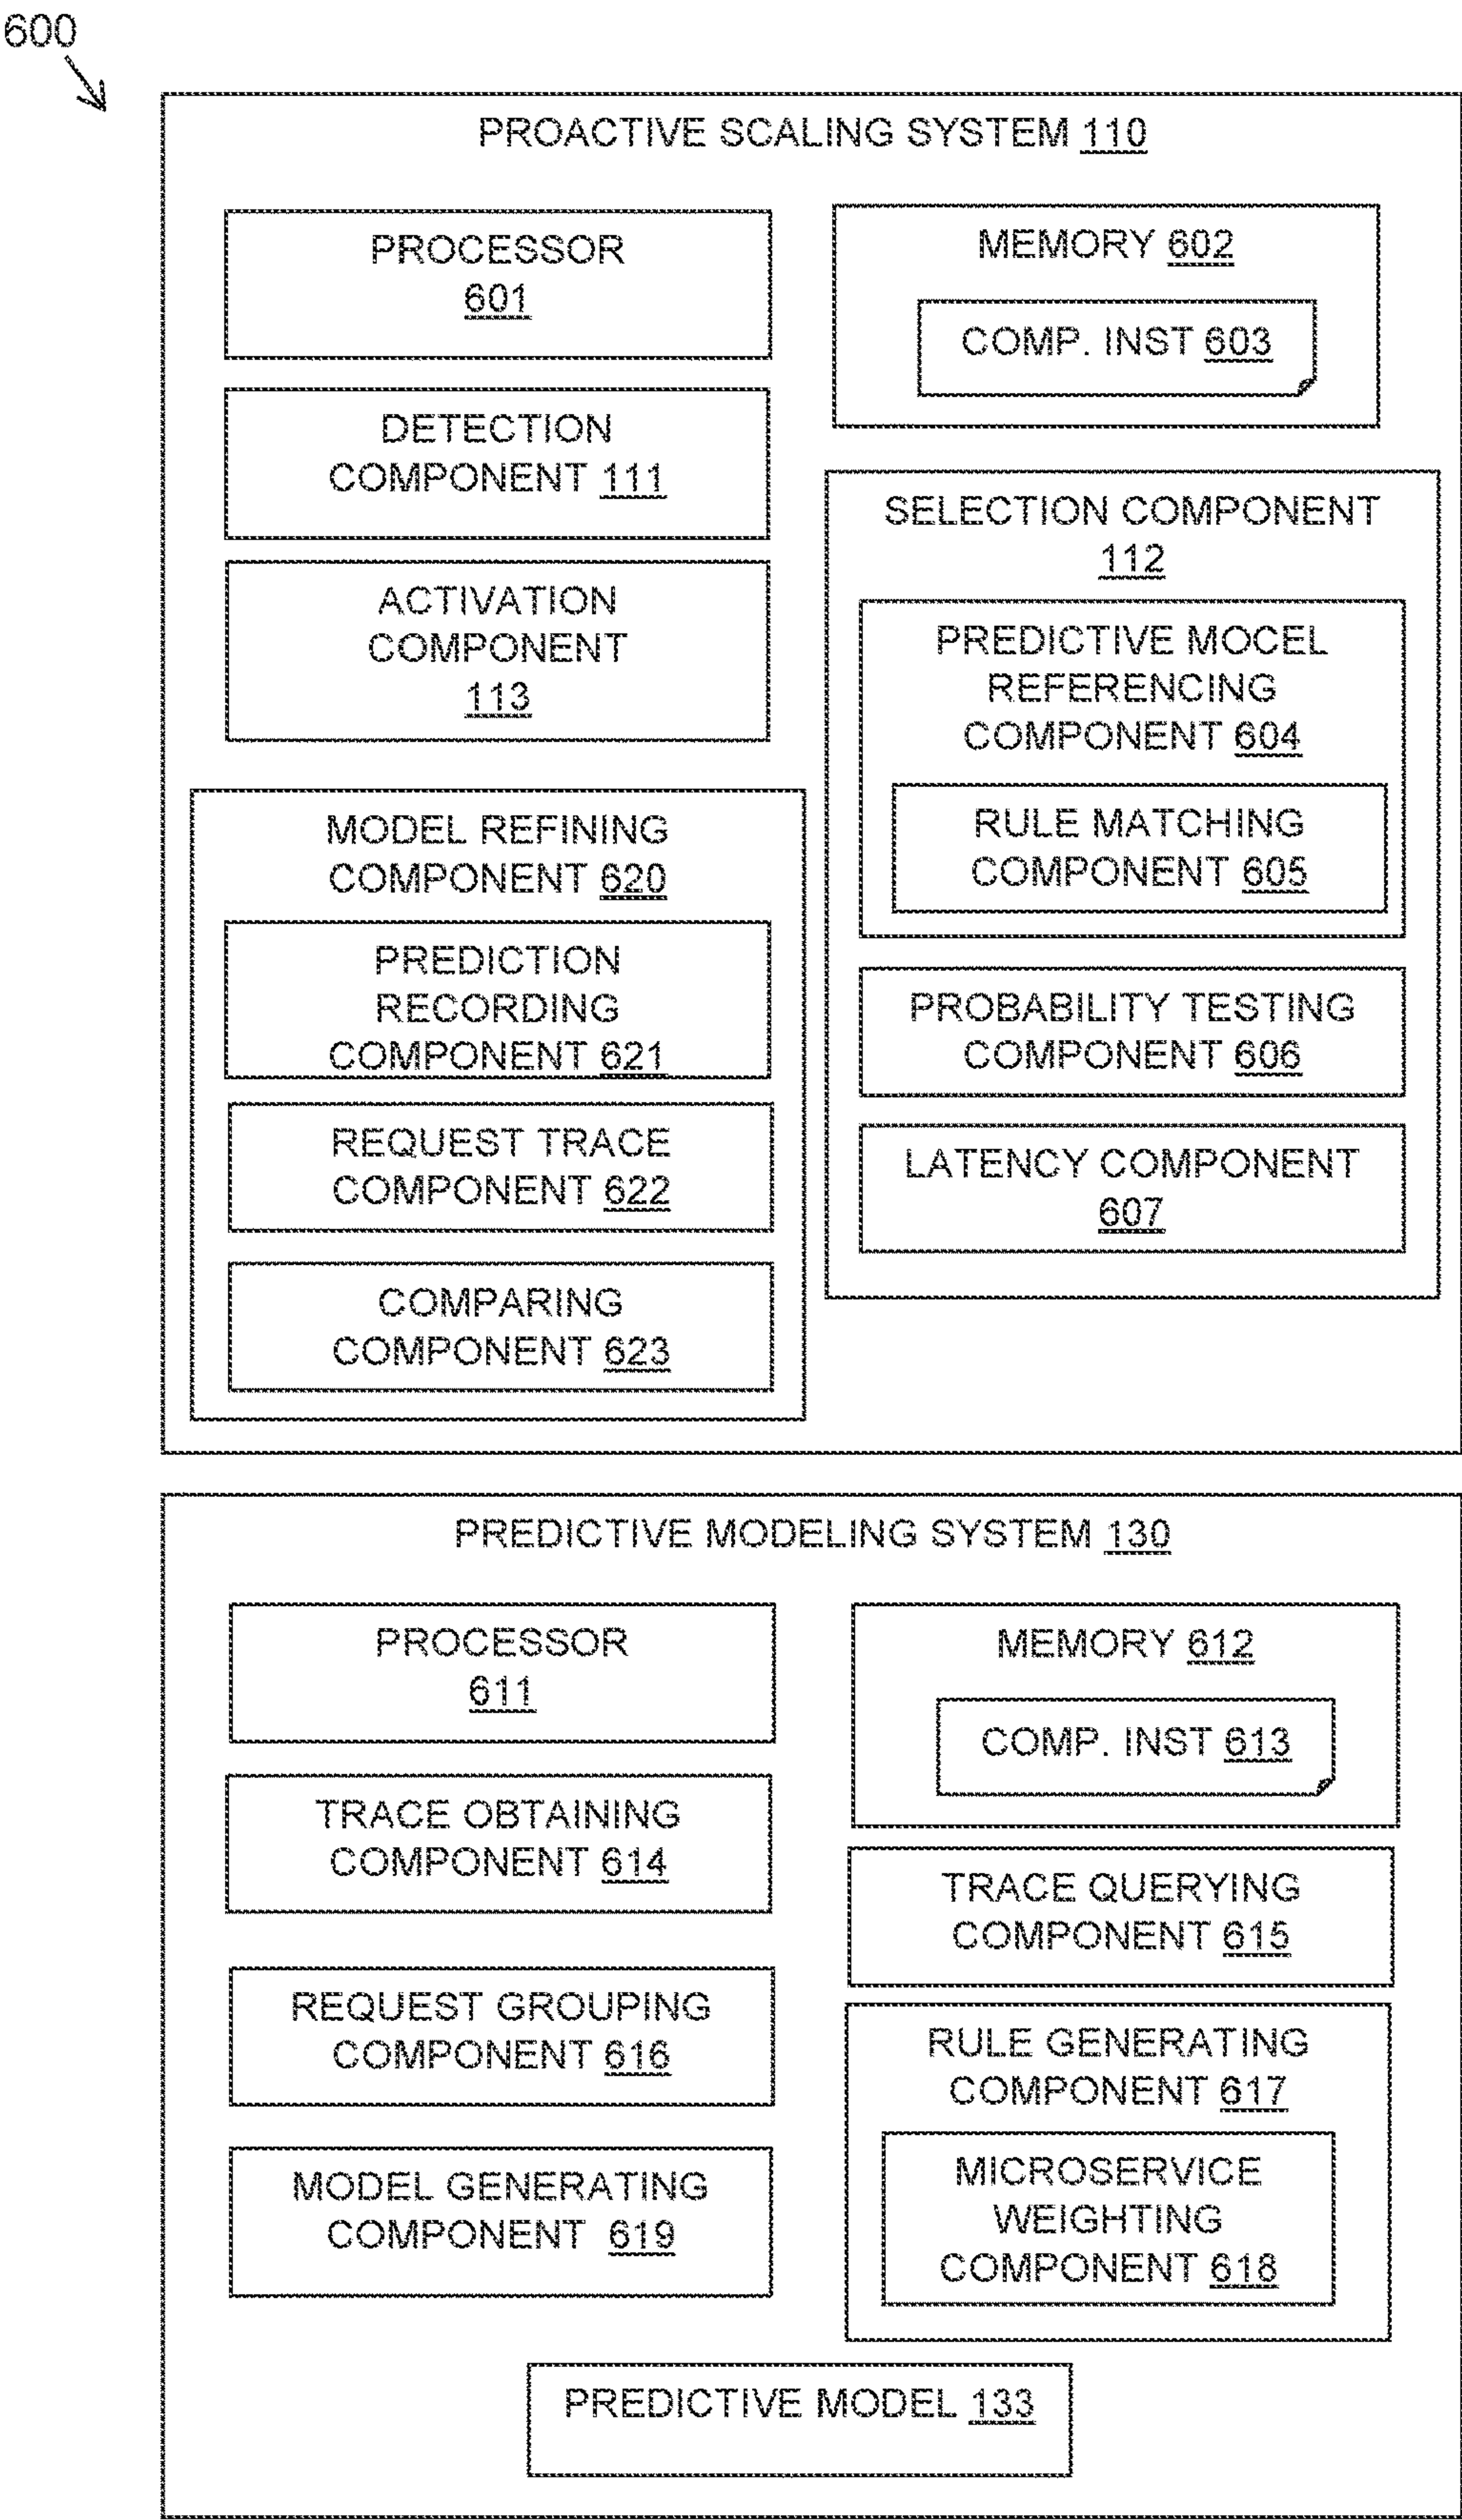 600
PROACTIVE SCALING SYSTEM 110
PROCESSOR
601
MEMORY 602
COMP. INST 603
DETECTION
COMPONENT 111
ACTIVATION
COMPONENT
113
SELECTION COMPONENT
112
PREDICTIVE MOCEL
REFERENCING
COMPONENT 604
RULE MATCHING
COMPONENT 605
PROBABILITY TESTING
COMPONENT 606
LATENCY COMPONENT
607
MODEL REFINING
COMPONENT 620
PREDICTION
RECORDING
COMPONENT 621
REQUEST TRACE
COMPONENT 622
COMPARING
COMPONENT 623
PREDICTIVE MODELING SYSTEM 130
PROCESSOR
611
MEMORY 612
COMP. INST 613
TRACE OBTAINING
COMPONENT 614
TRACE QUERYING
COMPONENT 615
REQUEST GROUPING
COMPONENT 616
RULE GENERATING
COMPONENT 617
MICROSERVICE
WEIGHTING
COMPONENT 618
MODEL GENERATING
COMPONENT 619
PREDICTIVE MODEL 133